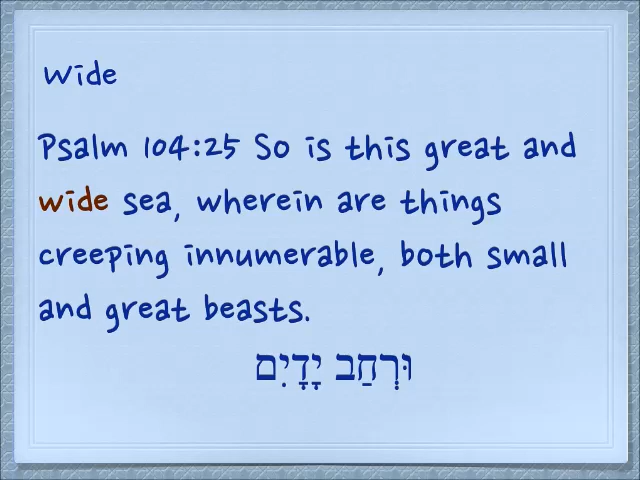 Wide
Psalm 104:25 So is this great and
wide sea, wherein are things
creeping innumerable, both small
and great beasts.
וּרְחַב יָדָיִם